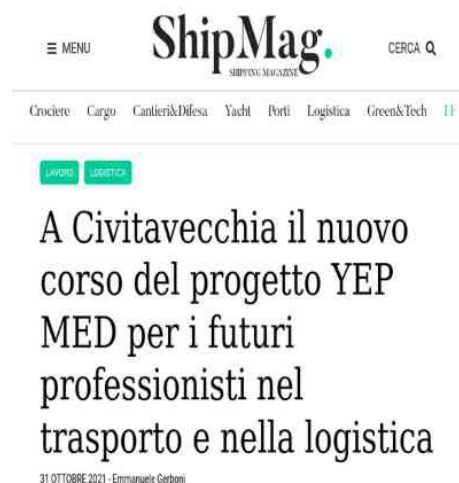 ≡ MENU
ShipMag.
SHIPPING MAGAZINE
CERCA
Crociere Cargo Cantieri&Difesa Yacht Porti Logistica Green&Tech
LAVORO LOGISTICA
A Civitavecchia il nuovo
corso del progetto YEP
MED per i futuri
professionisti nel
trasporto e nella logistica
31 OTTOBRE 2021 - Emmanuele Gerboni